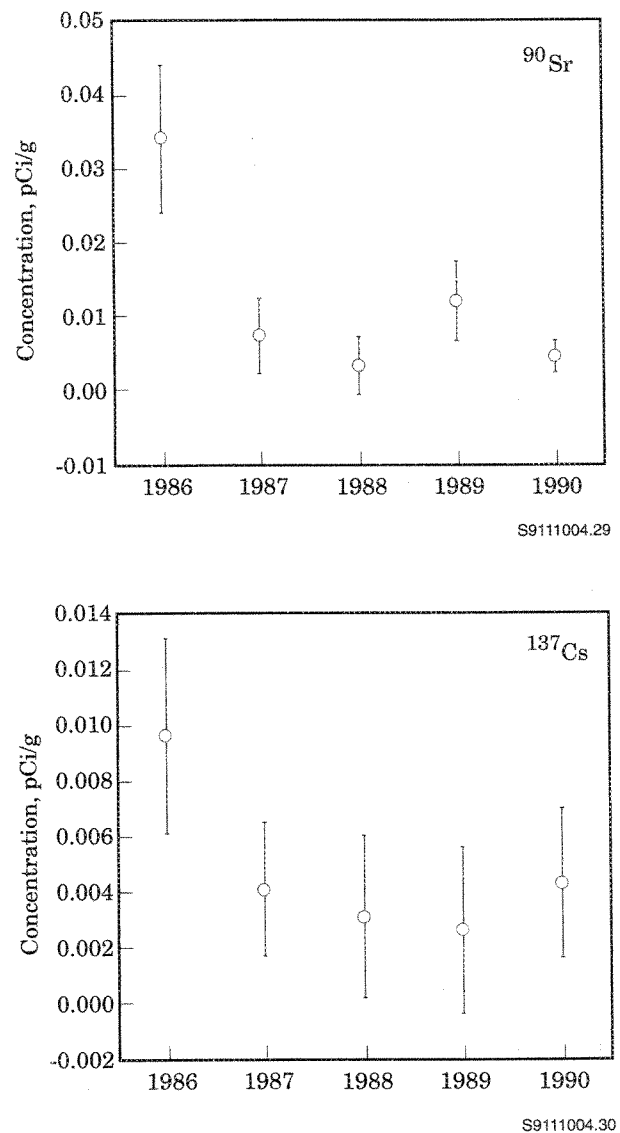 0.05
0.04
0.03
0.02
0.01
0.00
-0.01
Concentration, pCi/g
90Sr
1986 1987 1988 1989 1990
S9111004.29
0.014
0.012
0.010
0.008
0.006
0.004
0.002
0.000
-0.002
Concentration, pCi/g
137Cs
1986 1987 1988 1989 1990
S9111004.30